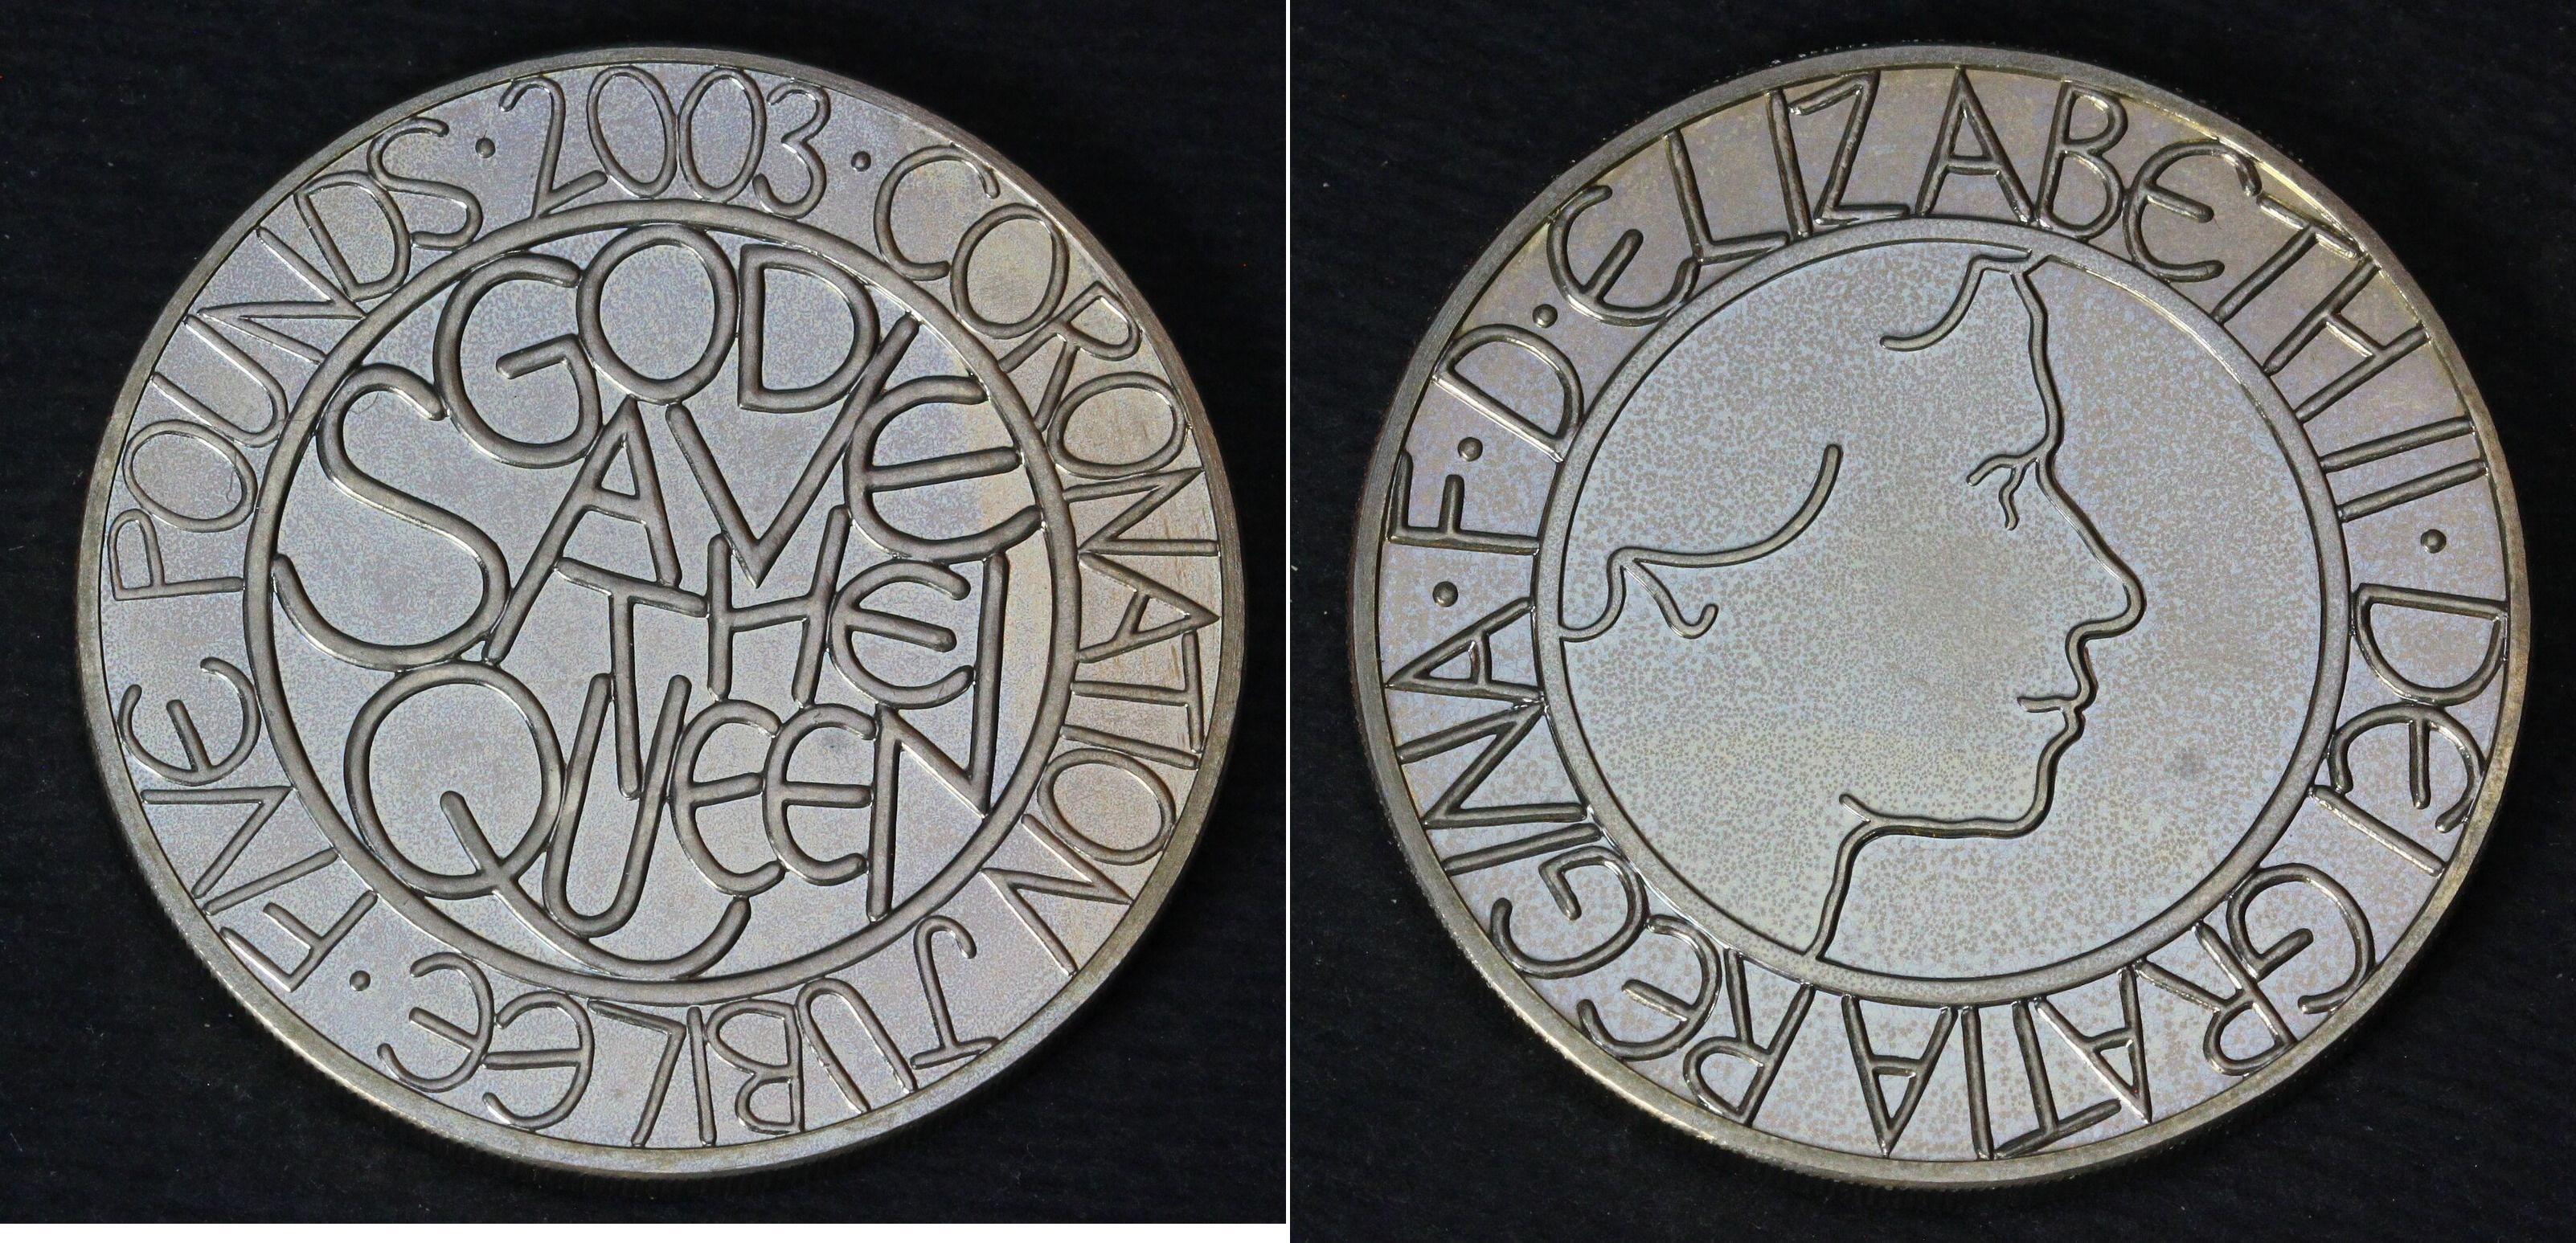 CORONATION JUBILEE · FIVE POUNDS · 2003 ·
GOD
SAVE
THE
QUEEN
ELIZABETH II · DEI GRATIA REGINA · F · D ·